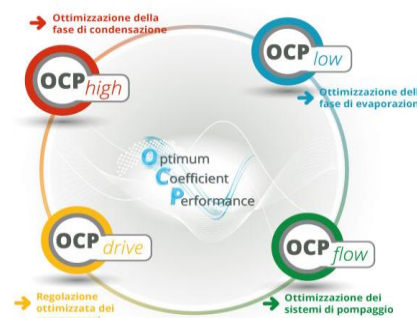 Ottimizzazione della
fase di condensazione
OCP high
OCP low
Ottimizzazione dell
fase di evaporazion
Optimum
Coefficient
Performance
OCP drive
OCP flow
Regolazione
ottimizzata dei
Ottimizzazione dei
sistemi di pompaggio